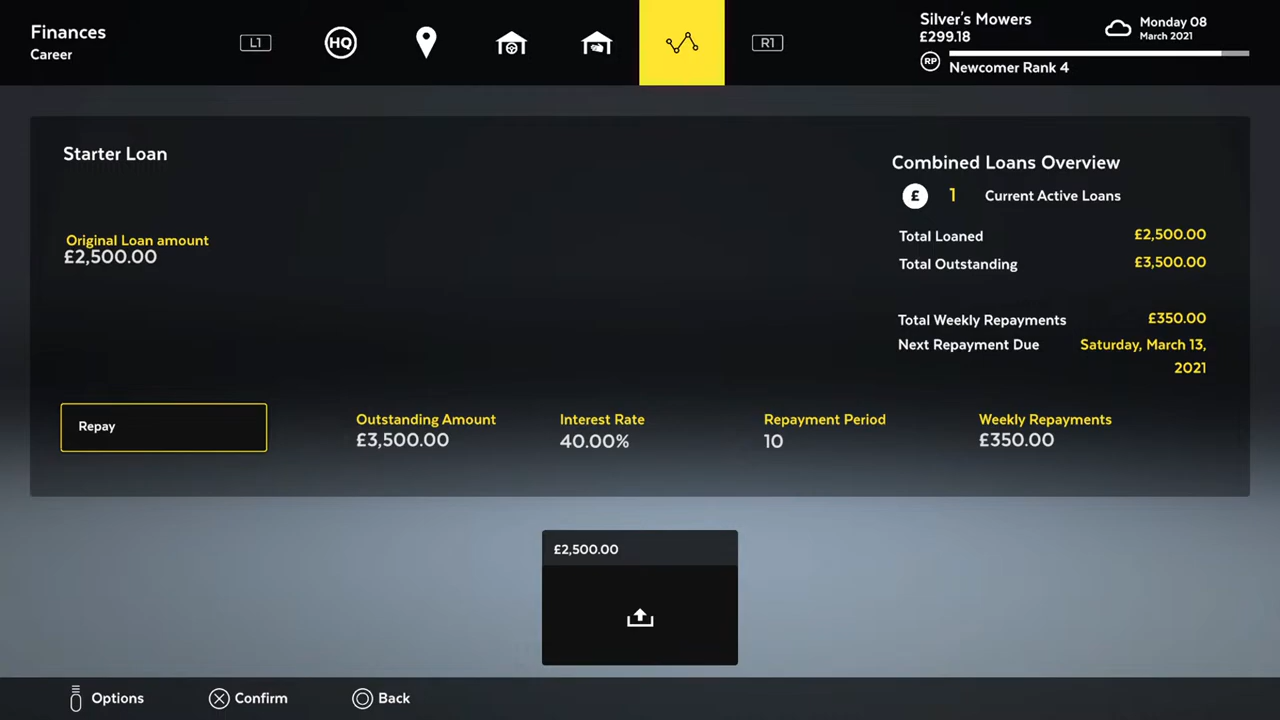 Finances
Career
L1
HQ
R1
Silver's Mowers
£299.18
Monday 08
March 2021
RP
Newcomer Rank 4
Starter Loan
Original Loan amount
£2,500.00
Combined Loans Overview
£ 1 Current Active Loans
Total Loaned £2,500.00
Total Outstanding £3,500.00
Total Weekly Repayments £350.00
Next Repayment Due Saturday, March 13,
2021
Repay
Outstanding Amount
£3,500.00
Interest Rate
40.00%
Repayment Period
10
Weekly Repayments
£350.00
£2,500.00
Options Confirm Back